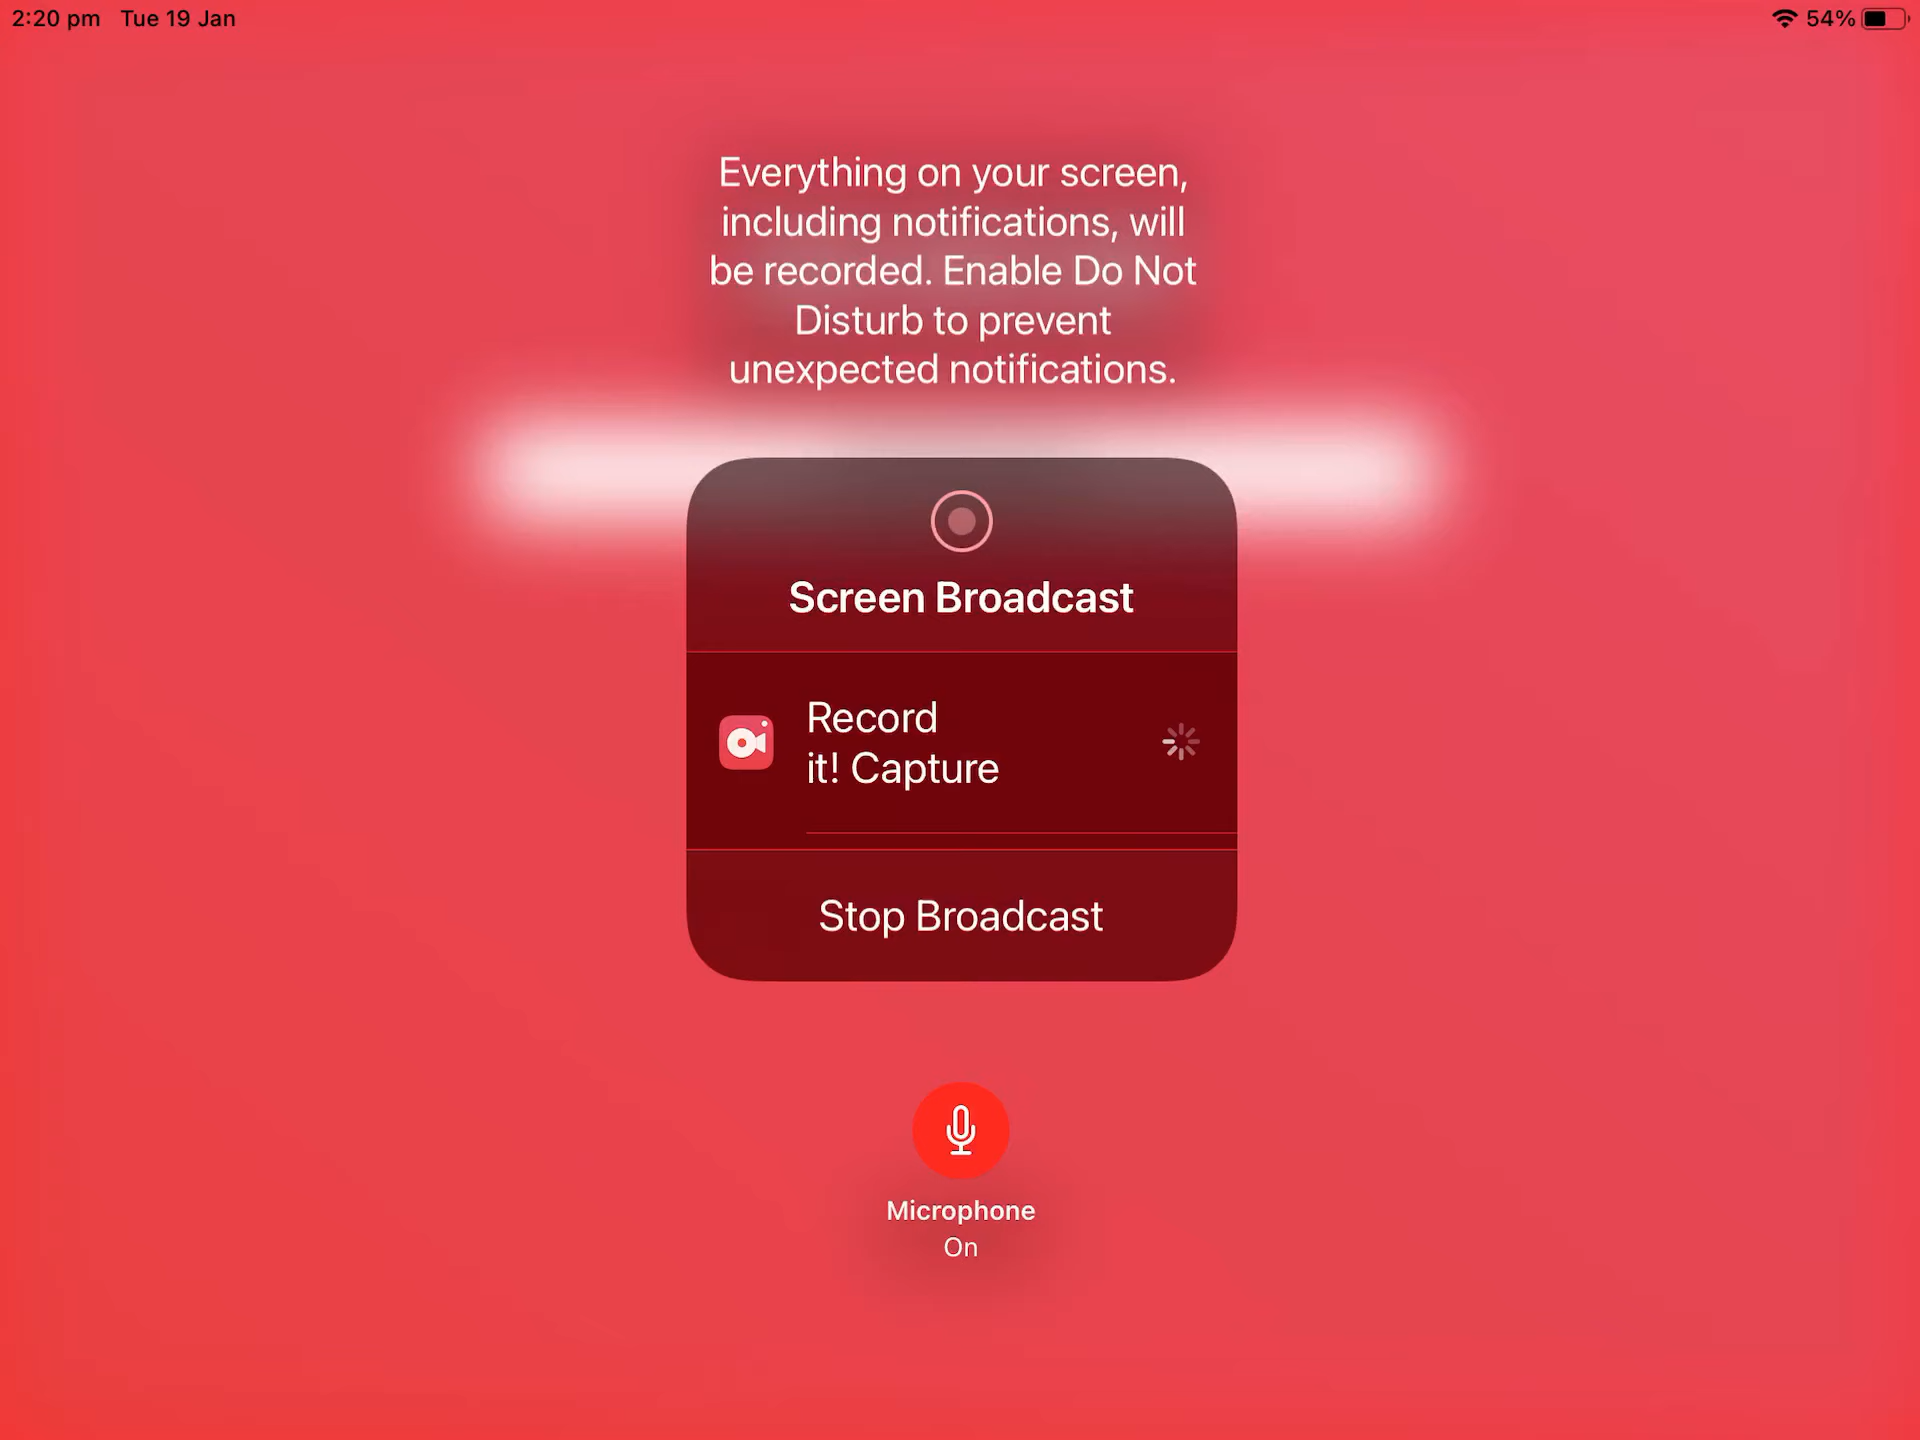 2:20 pm Tue 19 Jan
54%
Everything on your screen,
including notifications, will
be recorded. Enable Do Not
Disturb to prevent
unexpected notifications.
Screen Broadcast
Record
it! Capture
Stop Broadcast
Microphone
On